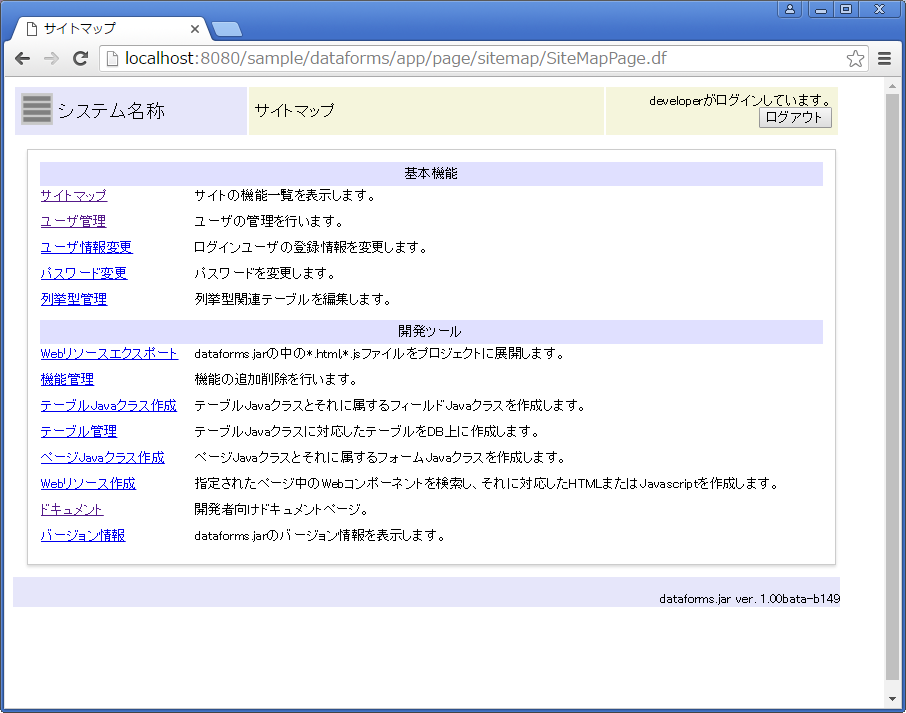 サイトマップ
localhost:8080/sample/dataforms/app/page/sitemap/SiteMapPage.df
システム名称
サイトマップ
developerがログインしています。
ログアウト
基本機能
サイトマップ サイトの機能一覧を表示します。
ユーザ管理 ユーザの管理を行います。
ユーザ情報変更 ログインユーザの登録情報を変更します。
パスワード変更 パスワードを変更します。
列挙型管理 列挙型関連テーブルを編集します。
開発ツール
Webリソースエクスポート dataforms.jarの中の*.html,*.jsファイルをプロジェクトに展開します。
機能管理 機能の追加削除を行います。
テーブルJavaクラス作成 テーブルJavaクラスとそれに属するフィールドJavaクラスを作成します。
テーブル管理 テーブルJavaクラスに対応したテーブルをDB上に作成します。
ページJavaクラス作成 ページJavaクラスとそれに属するフォームJavaクラスを作成します。
Webリソース作成 指定されたページ中のWebコンポーネントを検索し、それに対応したHTMLまたはJavascriptを作成します。
ドキュメント 開発者向けドキュメントページ。
バージョン情報 dataforms.jarのバージョン情報を表示します。
dataforms.jar ver. 1.00bata-b149